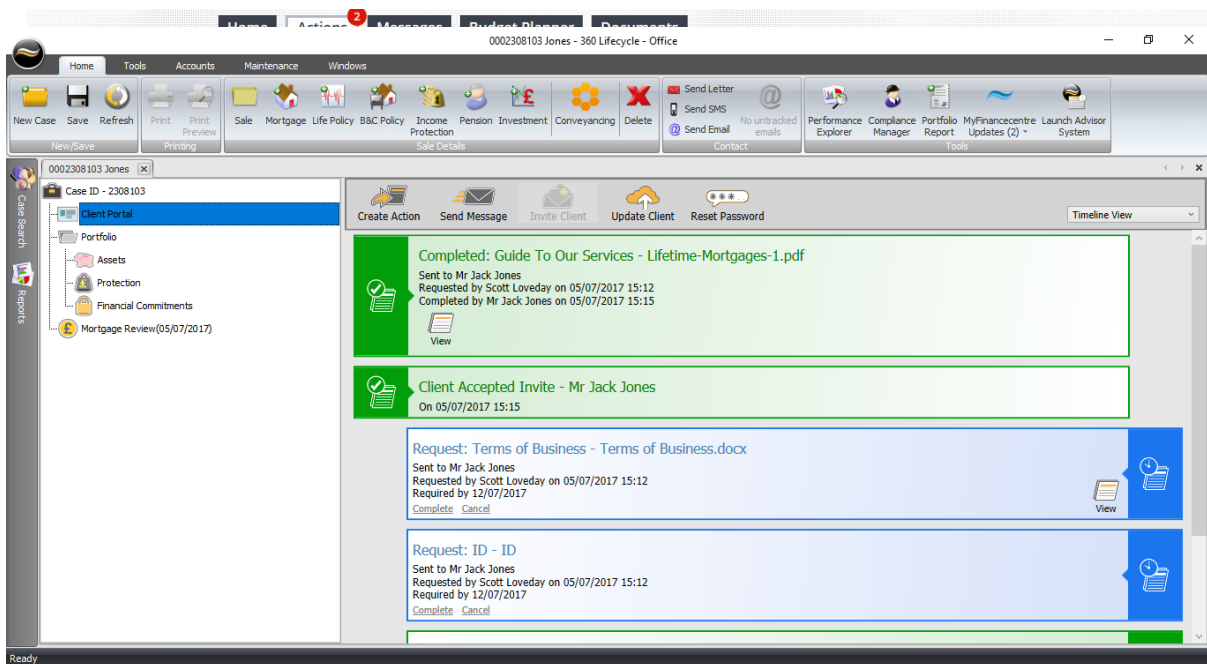 Home Actions 2 Messages Budget Planner Documents
0002308103 Jones - 360 Lifecycle - Office
Home Tools Accounts Maintenance Windows
New Case Save Refresh Print Print Preview Sale Mortgage Life Policy B&C Policy Income Protection Pension Investment Conveyancing Delete
Send Letter
Send SMS
Send Email
No untracked emails
Performance Explorer Compliance Manager Portfolio Report MyFinancecentre Updates (2) Launch Advisor System
New/Save Printing Sale Details Contact Tools
Case Search
Reports
0002308103 Jones
Case ID - 2308103
Client Portal
Portfolio
Assets
Protection
Financial Commitments
Mortgage Review(05/07/2017)
Create Action Send Message Invite Client Update Client Reset Password Timeline View
Completed: Guide To Our Services - Lifetime-Mortgages-1.pdf
Sent to Mr Jack Jones
Requested by Scott Loveday on 05/07/2017 15:12
Completed by Mr Jack Jones on 05/07/2017 15:15
View
Client Accepted Invite - Mr Jack Jones
On 05/07/2017 15:15
Request: Terms of Business - Terms of Business.docx
Sent to Mr Jack Jones
Requested by Scott Loveday on 05/07/2017 15:12
Required by 12/07/2017
Complete Cancel
View
Request: ID - ID
Sent to Mr Jack Jones
Requested by Scott Loveday on 05/07/2017 15:12
Required by 12/07/2017
Complete Cancel
Ready